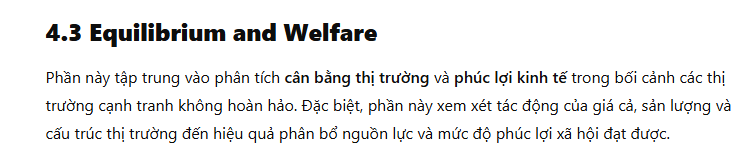 4.3 Equilibrium and Welfare
Phần này tập trung vào phân tích cân bằng thị trường và phúc lợi kinh tế trong bối cảnh các thị
trường cạnh tranh không hoàn hảo. Đặc biệt, phần này xem xét tác động của giá cả, sản lượng và
cấu trúc thị trường đến hiệu quả phân bổ nguồn lực và mức độ phúc lợi xã hội đạt được.